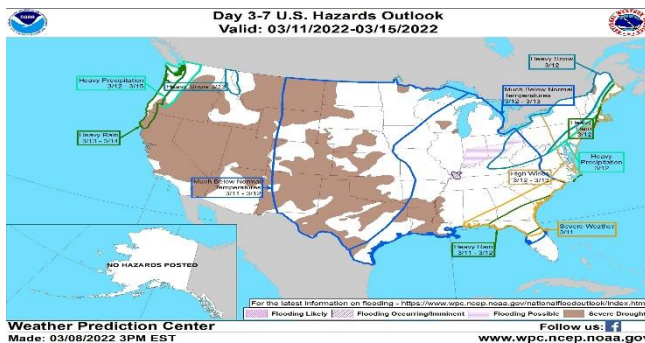 Day 3-7 U.S. Hazards Outlook
Valid: 03/11/2022-03/15/2022
NOAA
Heavy Snow
3/12
Heavy Precipitation
3/12 - 3/15
Heavy Snow 3/12
Much Below Normal
Temperatures
3/12 - 3/13
Heavy Rain
3/13 - 3/14
Heavy
Rain
3/12
Heavy
Precipitation
3/12
High Winds
3/12 - 3/13
Much Below Normal
Temperatures
3/11 - 3/12
Severe Weather
3/11
Heavy Rain
3/11 - 3/12
NO HAZARDS POSTED
For the latest information on flooding - https://www.wpc.ncep.noaa.gov/nationalfloodoutlook/index.html
Flooding Likely
Flooding Occurring/Imminent
Flooding Possible
Severe Drought
Weather Prediction Center
Made: 03/08/2022 3PM EST
Follow us:
www.wpc.ncep.noaa.gov